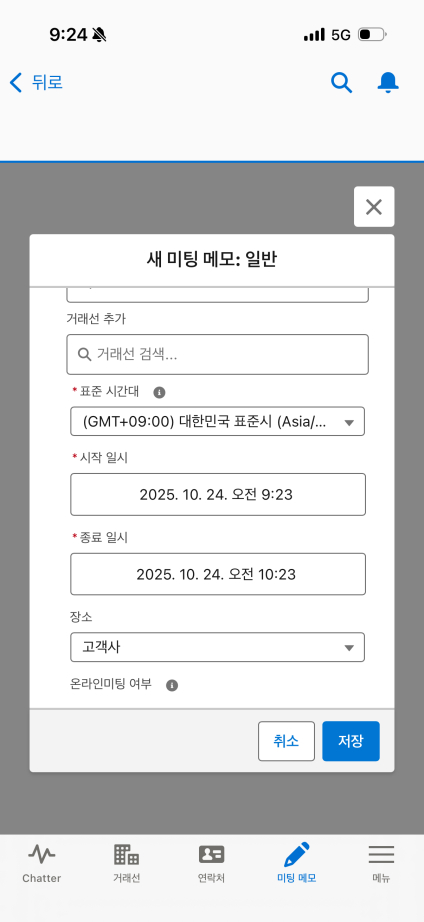 9:24
5G
뒤로
새 미팅 메모: 일반
거래선 추가
거래선 검색...
* 표준 시간대
(GMT+09:00) 대한민국 표준시 (Asia/...
* 시작 일시
2025. 10. 24. 오전 9:23
* 종료 일시
2025. 10. 24. 오전 10:23
장소
고객사
온라인미팅 여부
취소
저장
Chatter
거래선
연락처
미팅 메모
메뉴